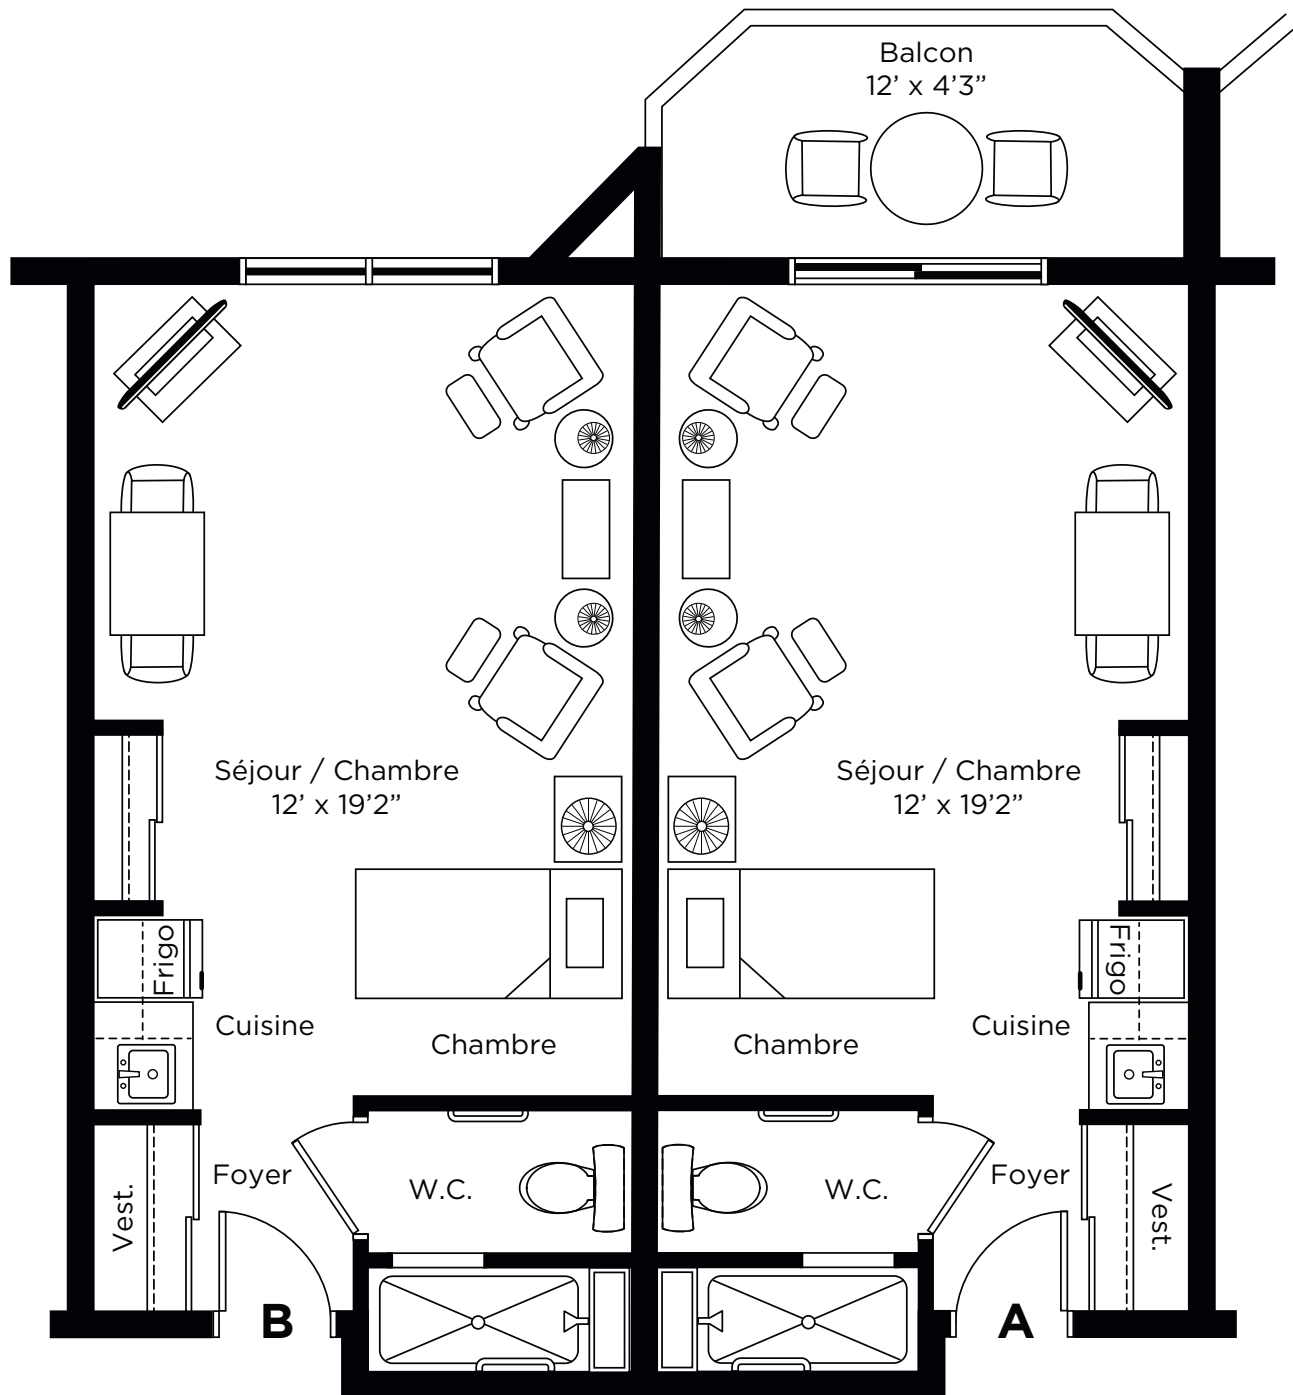 Balcon
12’ x 4’3”
Séjour / Chambre
12’ x 19’2”
Séjour / Chambre
12’ x 19’2”
Frigo
Frigo
Cuisine
Cuisine
Chambre
Chambre
Foyer
Foyer
W.C.
W.C.
Vest.
Vest.
B
A